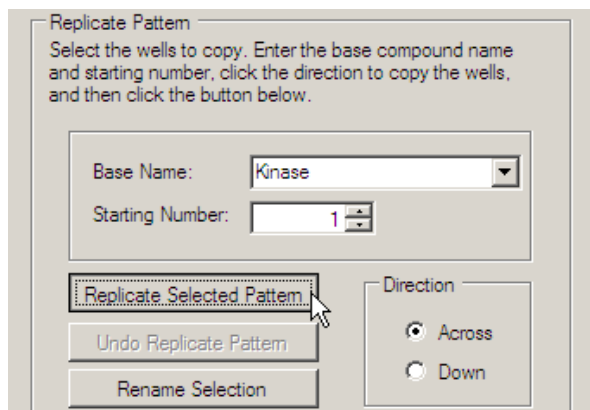 Replicate Pattern
Select the wells to copy. Enter the base compound name
and starting number, click the direction to copy the wells,
and then click the button below.
Base Name: Kinase
Starting Number: 1
Replicate Selected Pattern
Direction
Undo Replicate Pattern
Across
Down
Rename Selection